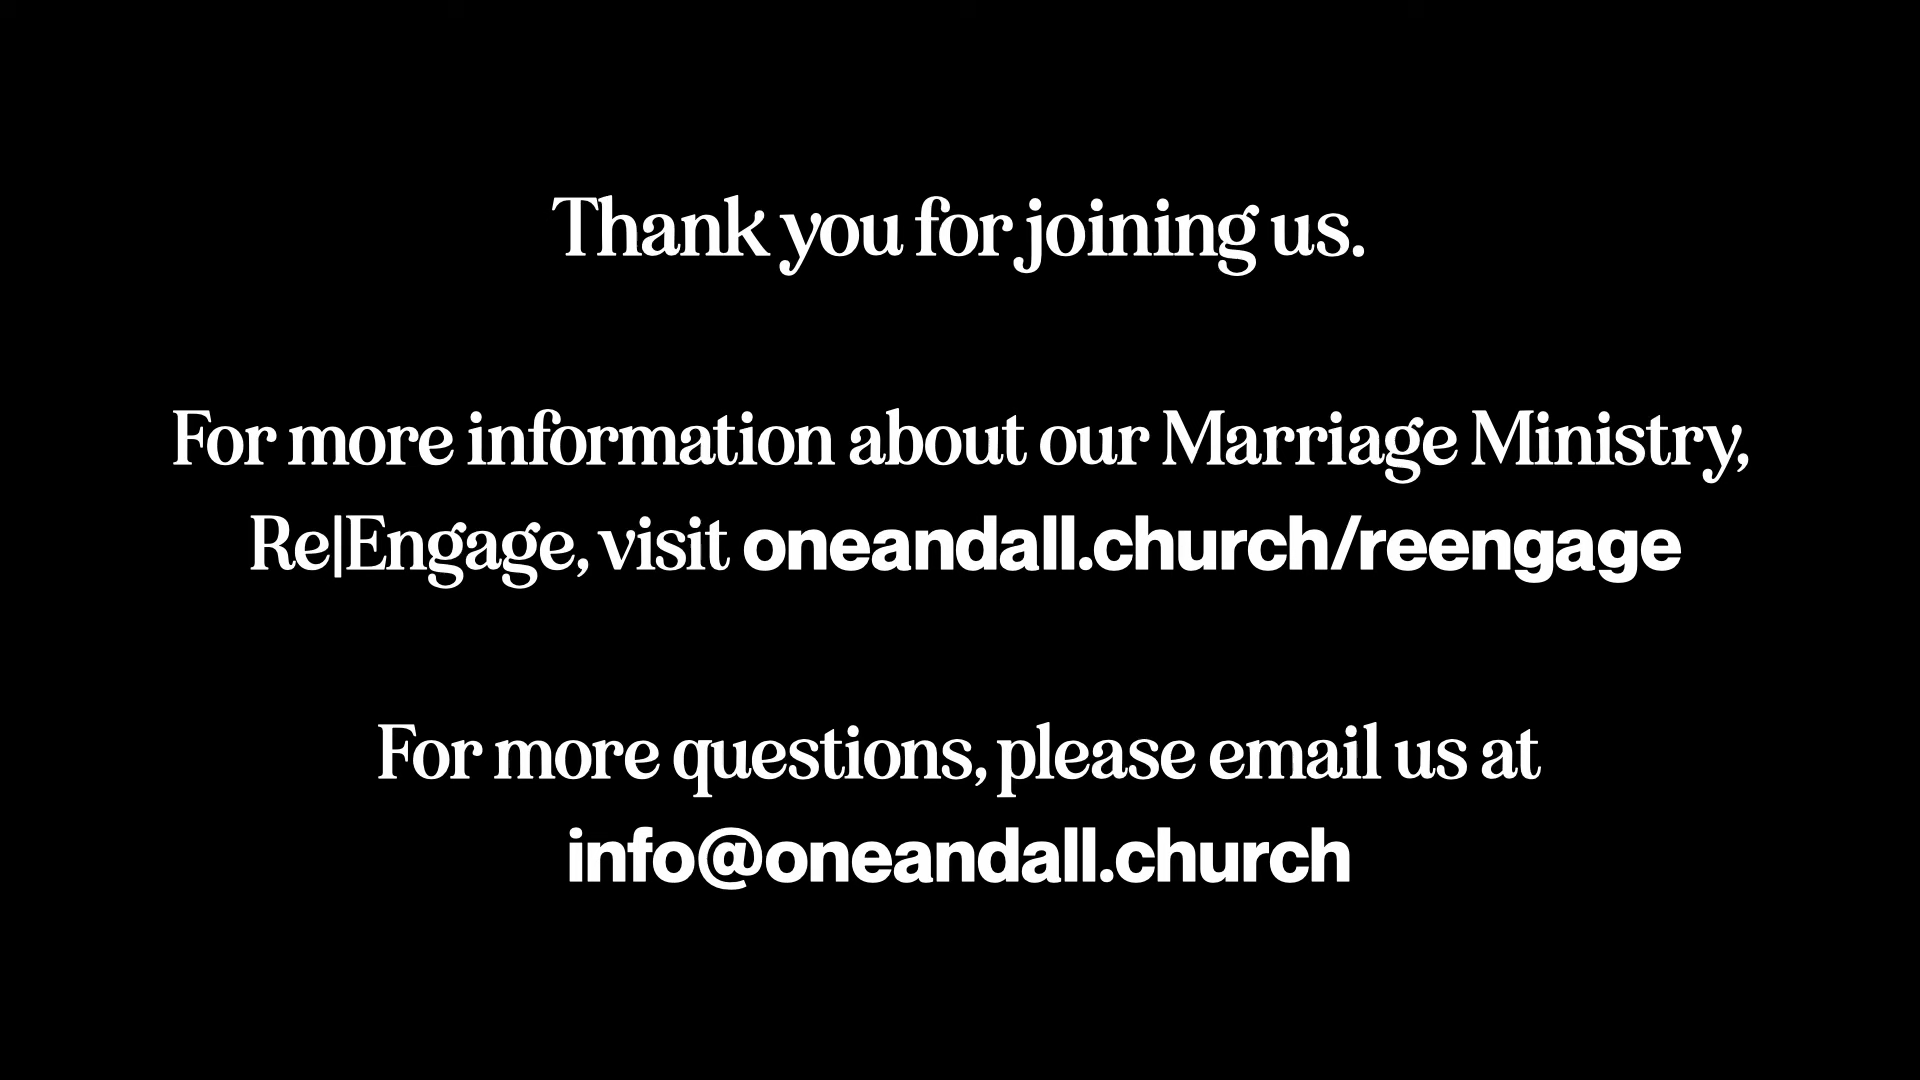 Thank you for joining us.
For more information about our Marriage Ministry,
Re|Engage, visit oneandall.church/reengage
For more questions, please email us at
info@oneandall.church